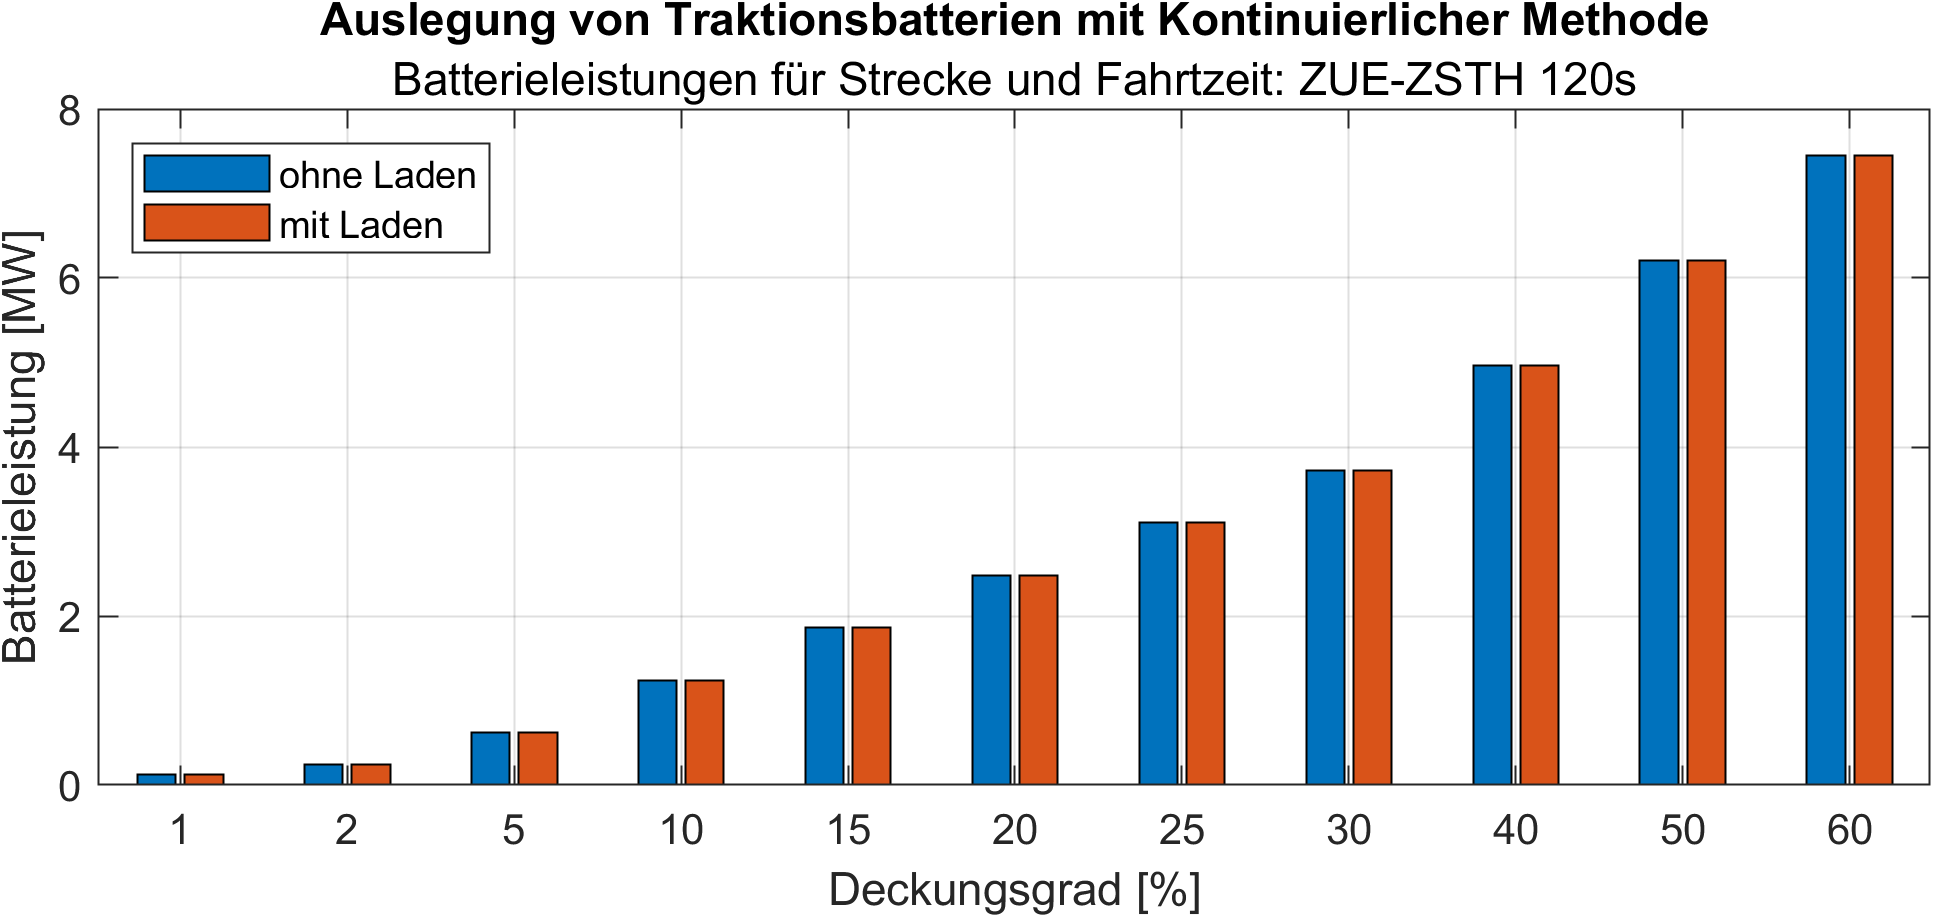 Auslegung von Traktionsbatterien mit Kontinuierlicher Methode
Batterieleistungen für Strecke und Fahrtzeit: ZUE-ZSTH 120s
Batterieleistung [MW]
8
6
4
2
0
ohne Laden
mit Laden
1 2 5 10 15 20 25 30 40 50 60
Deckungsgrad [%]